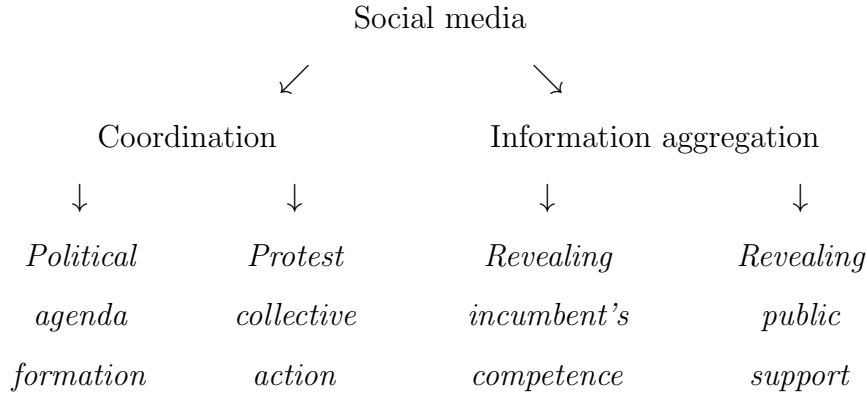 Social media
Coordination Information aggregation
Political Protest Revealing Revealing
agenda collective incumbent's public
formation action competence support